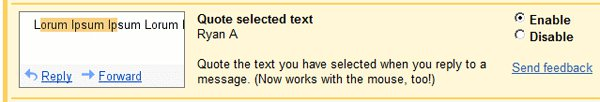 Lorum Ipsum Ipsum Lorum I
Reply Forward
Quote selected text
Ryan A
Quote the text you have selected when you reply to a
message. (Now works with the mouse, too!)
Enable
Disable
Send feedback